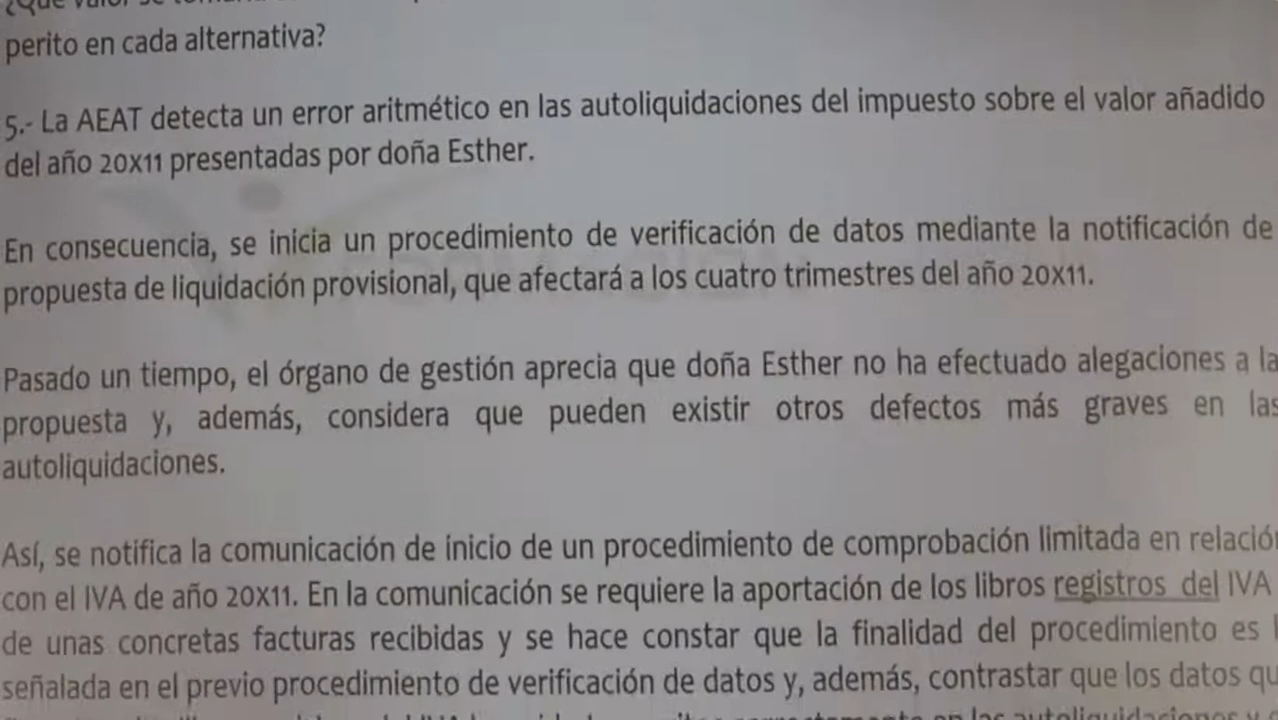 ¿Qué valor se
perito en cada alternativa?
5.- La AEAT detecta un error aritmético en las autoliquidaciones del impuesto sobre el valor añadido
del año 20x11 presentadas por doña Esther.
En consecuencia, se inicia un procedimiento de verificación de datos mediante la notificación de
propuesta de liquidación provisional, que afectará a los cuatro trimestres del año 20x11.
Pasado un tiempo, el órgano de gestión aprecia que doña Esther no ha efectuado alegaciones a la
propuesta y, además, considera que pueden existir otros defectos más graves en las
autoliquidaciones.
Así, se notifica la comunicación de inicio de un procedimiento de comprobación limitada en relación
con el IVA de año 20x11. En la comunicación se requiere la aportación de los libros registros del IVA
de unas concretas facturas recibidas y se hace constar que la finalidad del procedimiento es
señalada en el previo procedimiento de verificación de datos y, además, contrastar que los datos qu
en las autoliquidaciones y